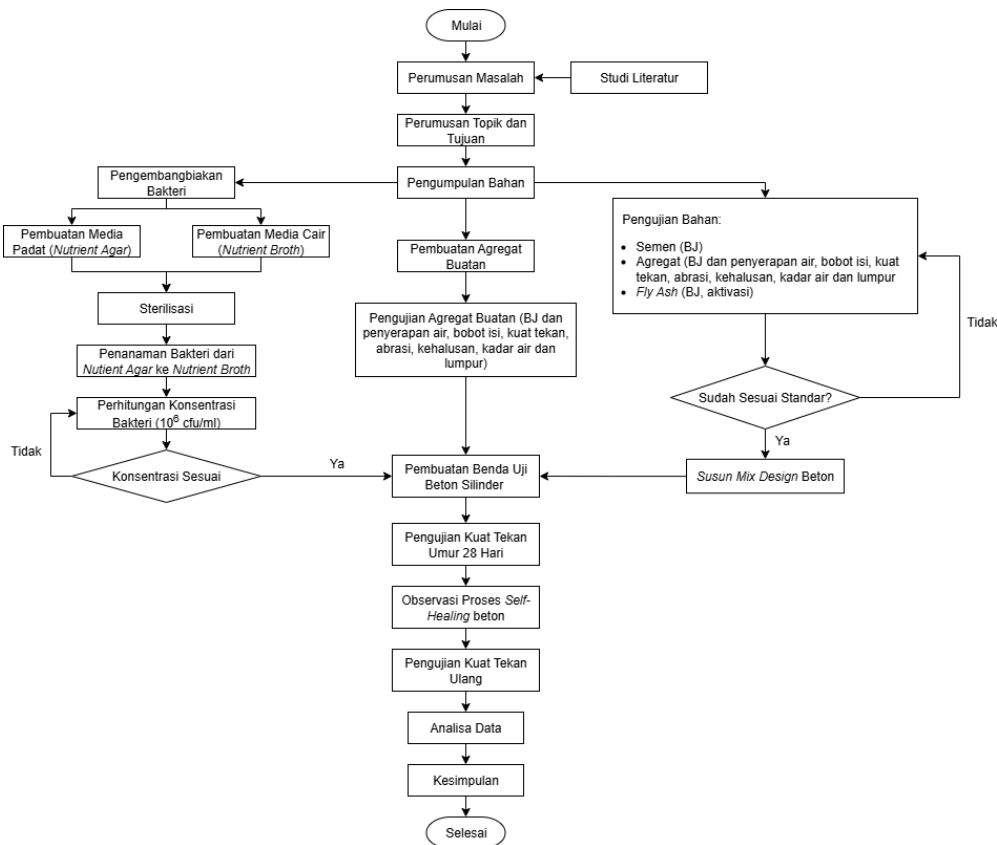 Mulai
Perumusan Masalah
Studi Literatur
Perumusan Topik dan
Tujuan
Pengumpulan Bahan
Pengembangbiakan
Bakteri
Pembuatan Media
Padat (Nutrient Agar)
Pembuatan Media Cair
(Nutrient Broth)
Sterilisasi
Penanaman Bakteri dari
Nutient Agar ke Nutrient Broth
Perhitungan Konsentrasi
Bakteri (10⁶ cfu/ml)
Tidak
Konsentrasi Sesuai
Ya
Pembuatan Agregat
Buatan
Pengujian Agregat Buatan (BJ dan
penyerapan air, bobot isi, kuat tekan,
abrasi, kehalusan, kadar air dan
lumpur)
Pengujian Bahan:
• Semen (BJ)
• Agregat (BJ dan penyerapan air, bobot isi, kuat
tekan, abrasi, kehalusan, kadar air dan lumpur
• Fly Ash (BJ, aktivasi)
Tidak
Sudah Sesuai Standar?
Ya
Susun Mix Design Beton
Pembuatan Benda Uji
Beton Silinder
Pengujian Kuat Tekan
Umur 28 Hari
Observasi Proses Self-
Healing beton
Pengujian Kuat Tekan
Ulang
Analisa Data
Kesimpulan
Selesai